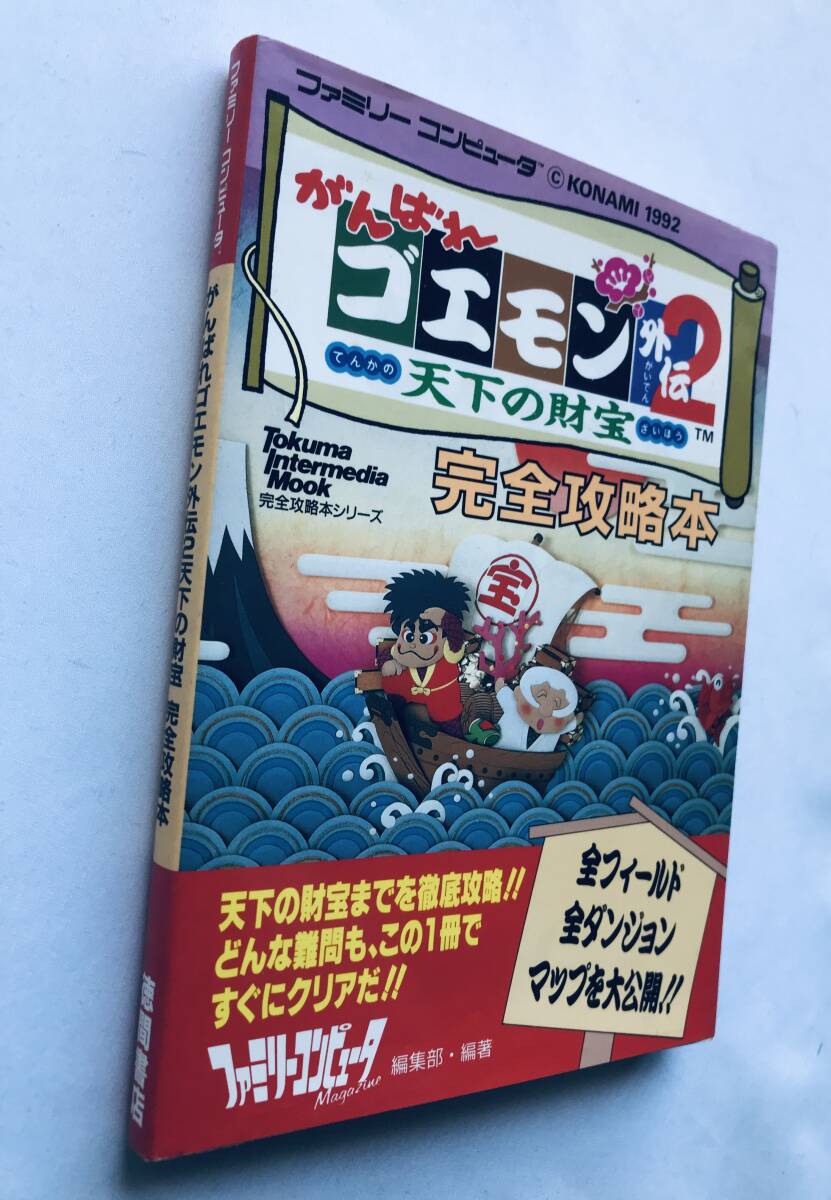 ファミリー コンピュータ™ © KONAMI 1992
がんばれ
ゴエモン
外伝2
がいでん
てんかの
天下の財宝
ざいほう
TM
Tokuma
Intermedia
Mook
完全攻略本シリーズ
完全攻略本
宝
全フィールド
全ダンジョン
マップを大公開!!
天下の財宝までを徹底攻略!!
どんな難問も、この1冊で
すぐにクリアだ!!
ファミリーコンピュータ
Magazine
編集部・編著
ファミリー コンピュータ™
がんばれゴエモン外伝2天下の財宝 完全攻略本
徳間書店